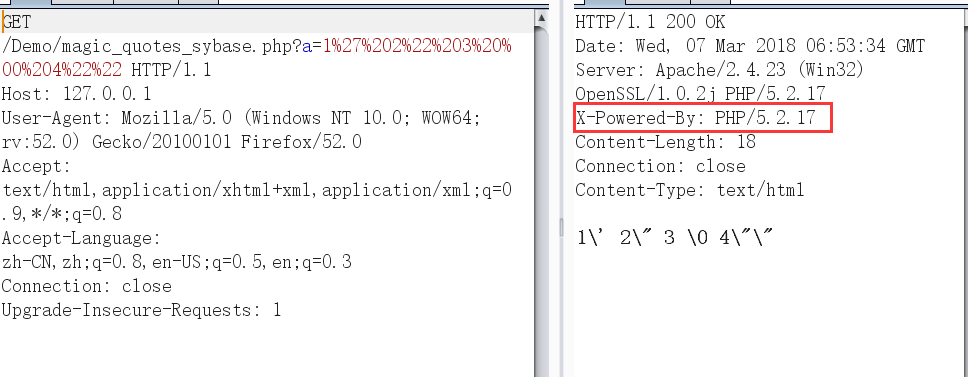 GET
/Demo/magic_quotes_sybase.php?a=1%27%202%22%203%20%
00%204%22%22 HTTP/1.1
Host: 127.0.0.1
User-Agent: Mozilla/5.0 (Windows NT 10.0; WOW64;
rv:52.0) Gecko/20100101 Firefox/52.0
Accept:
text/html,application/xhtml+xml,application/xml;q=0
.9,*/*;q=0.8
Accept-Language:
zh-CN,zh;q=0.8,en-US;q=0.5,en;q=0.3
Connection: close
Upgrade-Insecure-Requests: 1
HTTP/1.1 200 OK
Date: Wed, 07 Mar 2018 06:53:34 GMT
Server: Apache/2.4.23 (Win32)
OpenSSL/1.0.2j PHP/5.2.17
X-Powered-By: PHP/5.2.17
Content-Length: 18
Connection: close
Content-Type: text/html
1\' 2\" 3 \0 4\"\"